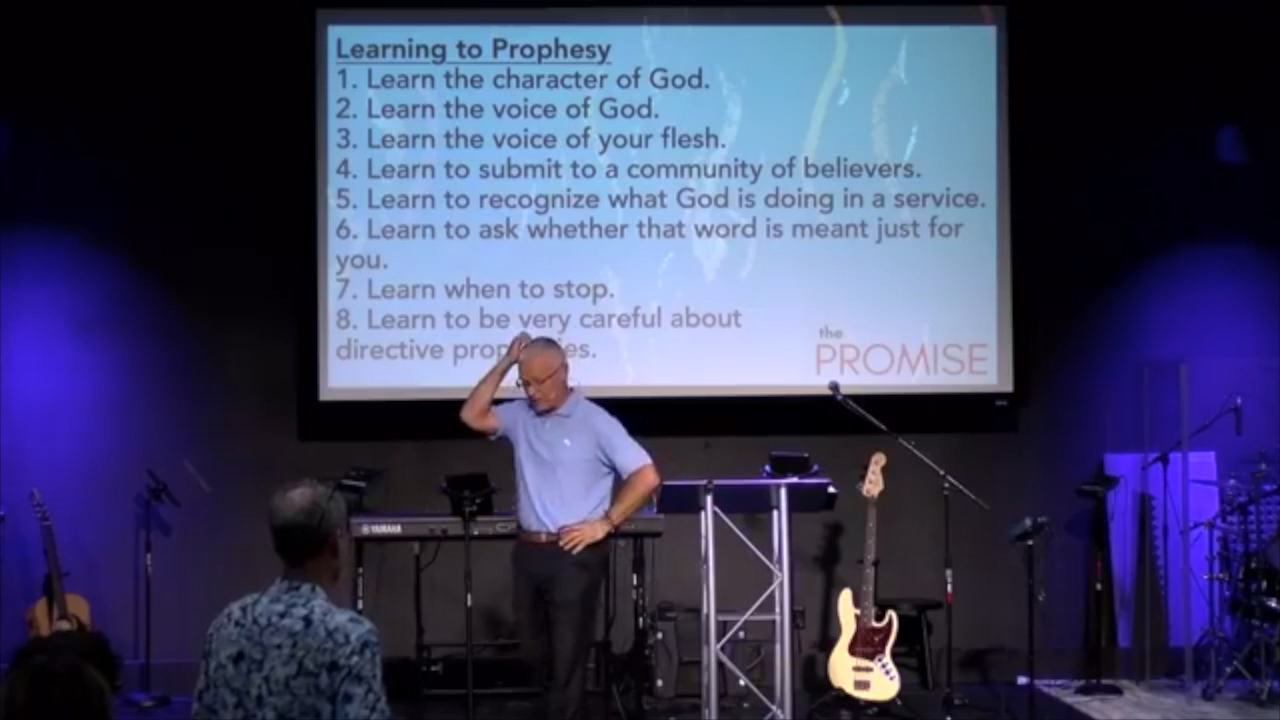 Learning to Prophesy
1. Learn the character of God.
2. Learn the voice of God.
3. Learn the voice of your flesh.
4. Learn to submit to a community of believers.
5. Learn to recognize what God is doing in a service.
6. Learn to ask whether that word is meant just for
you.
7. Learn when to stop.
8. Learn to be very careful about
directive
the
PROMISE
YAMAHA